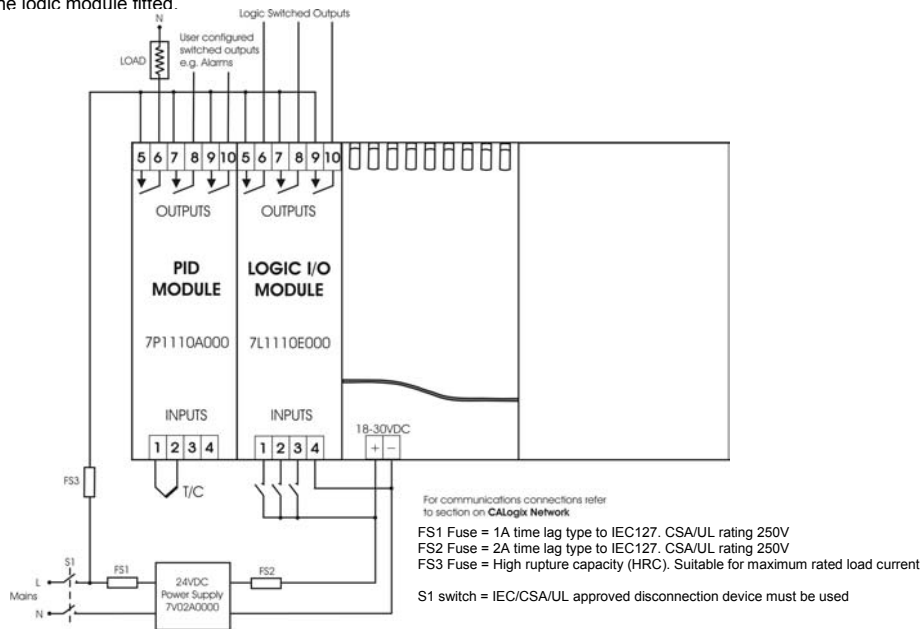 the logic module fitted.
Logic Switched Outputs
N
User configured
switched outputs
e.g. Alarms
LOAD
5 6 7 8 9 10 5 6 7 8 9 10
OUTPUTS OUTPUTS
PID
MODULE
LOGIC I/O
MODULE
7P1110A000 7L1110E000
INPUTS INPUTS
18-30VDC
1 2 3 4 1 2 3 4 + -
FS3
T/C
For communications connections refer
to section on CALogix Network
FS1 Fuse = 1A time lag type to IEC127. CSA/UL rating 250V
FS2 Fuse = 2A time lag type to IEC127. CSA/UL rating 250V
FS3 Fuse = High rupture capacity (HRC). Suitable for maximum rated load current
S1 FS1 FS2
L
Mains
N
24VDC
Power Supply
7V02A0000
S1 switch = IEC/CSA/UL approved disconnection device must be used